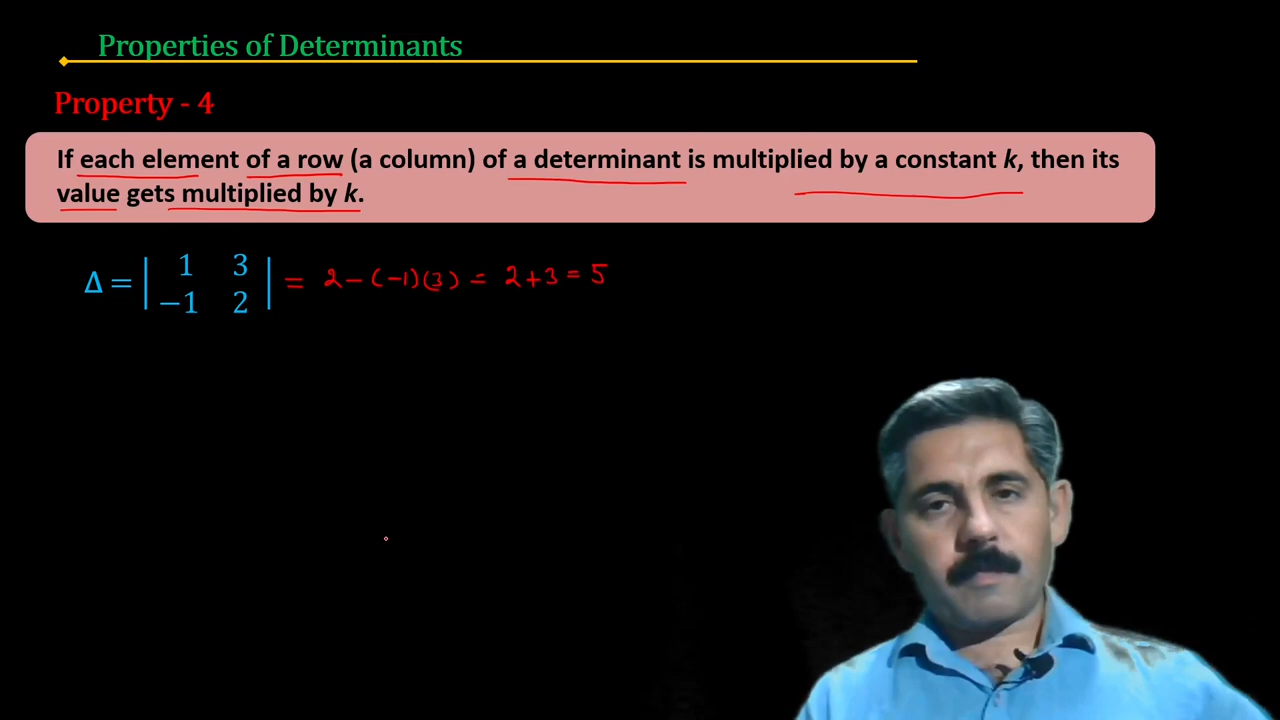 Properties of Determinants
Property - 4
If each element of a row (a column) of a determinant is multiplied by a constant k, then its
value gets multiplied by k.
Δ = | 1 3 | = 2 - (-1)(3) = 2+3 = 5
| −1 2 |